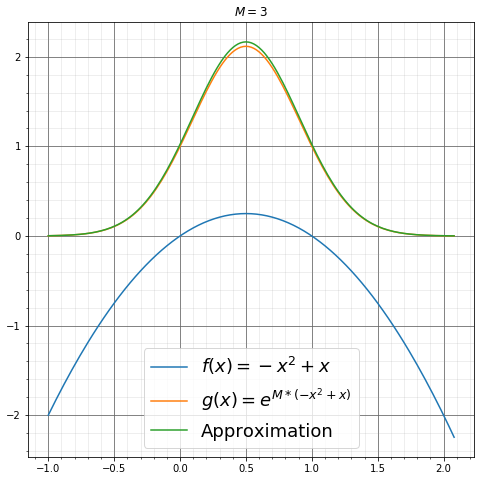 M = 3
2
1
0
−1
−2
−1.0 −0.5 0.0 0.5 1.0 1.5 2.0
f(x) = −x² + x
g(x) = e^{M*(−x²+x)}
Approximation